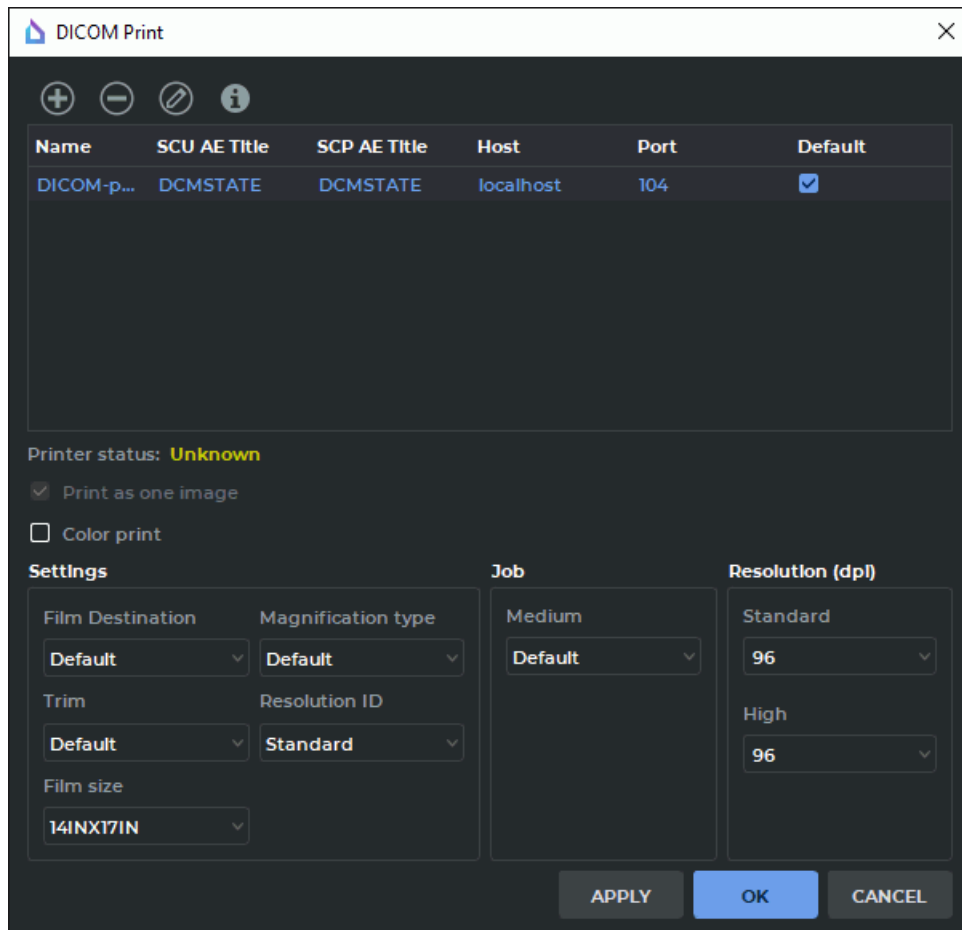 DICOM Print
Name SCU AE Title SCP AE Title Host Port Default
DICOM-p... DCMSTATE DCMSTATE localhost 104
Printer status: Unknown
Print as one image
Color print
Settings Job Resolution (dpi)
Film Destination Magnification type Medium Standard
Default Default Default 96
Trim Resolution ID High
Default Standard 96
Film size
14INX17IN
APPLY OK CANCEL